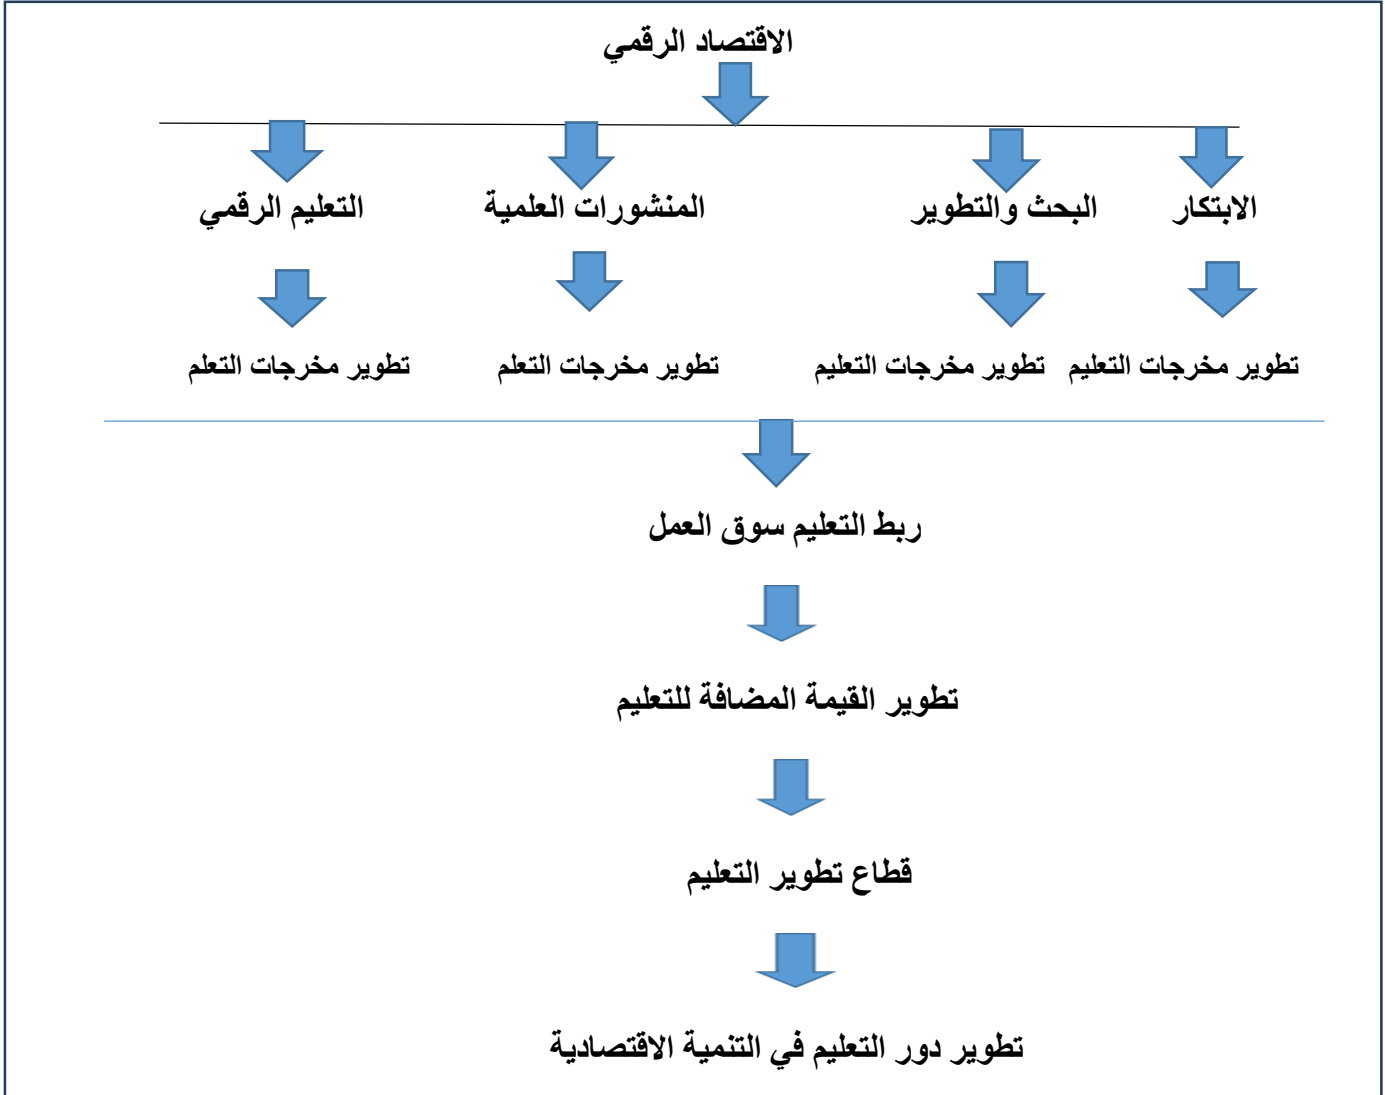 الاقتصاد الرقمي
الابتكار
البحث والتطوير
المنشورات العلمية
التعليم الرقمي
تطوير مخرجات التعليم
تطوير مخرجات التعليم
تطوير مخرجات التعلم
تطوير مخرجات التعلم
ربط التعليم سوق العمل
تطوير القيمة المضافة للتعليم
قطاع تطوير التعليم
تطوير دور التعليم في التنمية الاقتصادية